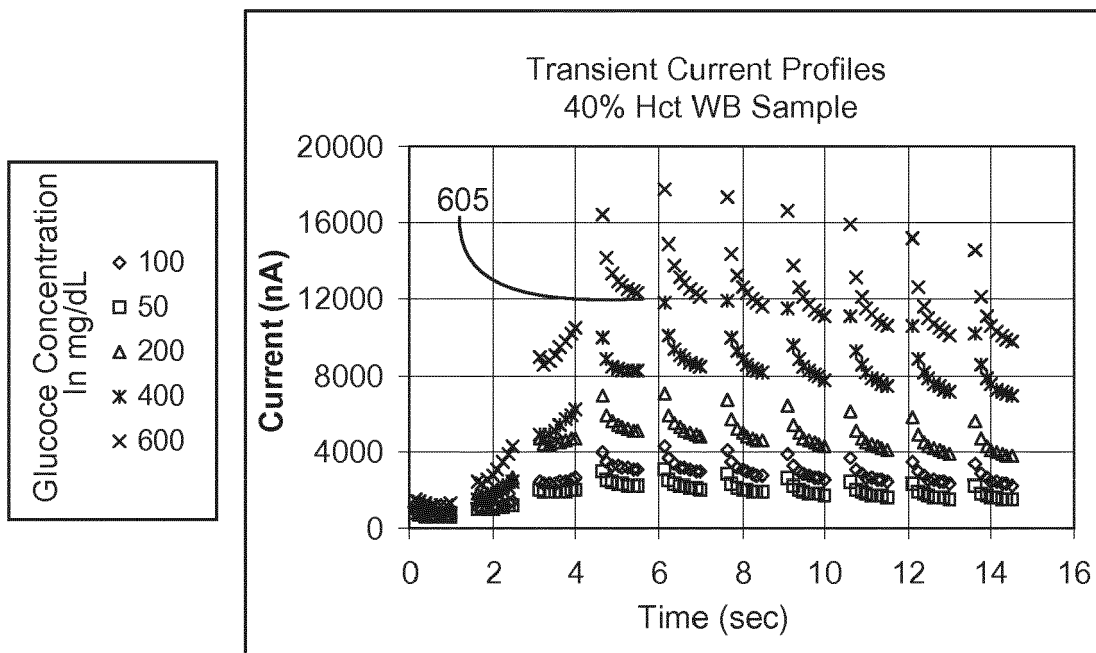 Glucoce Concentration
In mg/dL
100
50
200
400
600
Transient Current Profiles
40% Hct WB Sample
Current (nA)
20000
16000
12000
8000
4000
0
605
0 2 4 6 8 10 12 14 16
Time (sec)